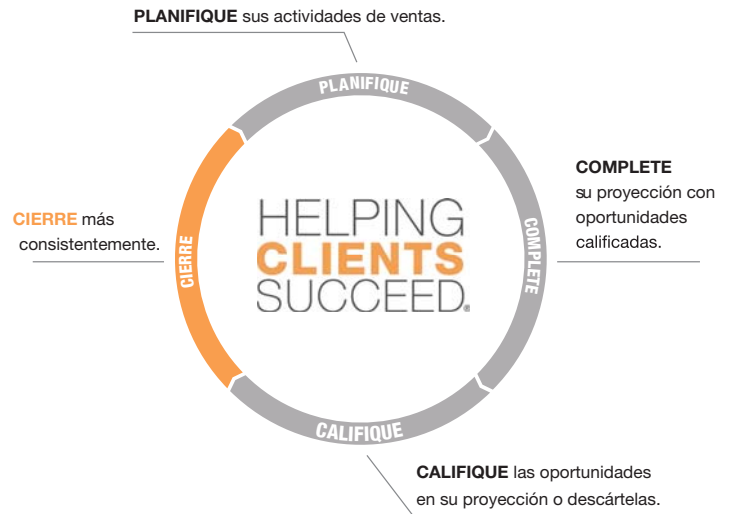 PLANIFIQUE sus actividades de ventas.
PLANIFIQUE
COMPLETE
su proyección con
oportunidades
calificadas.
COMPLETE
HELPING
CLIENTS
SUCCEED®
CIERRE más
consistentemente.
CIERRE
CALIFIQUE
CALIFIQUE las oportunidades
en su proyección o descártelas.